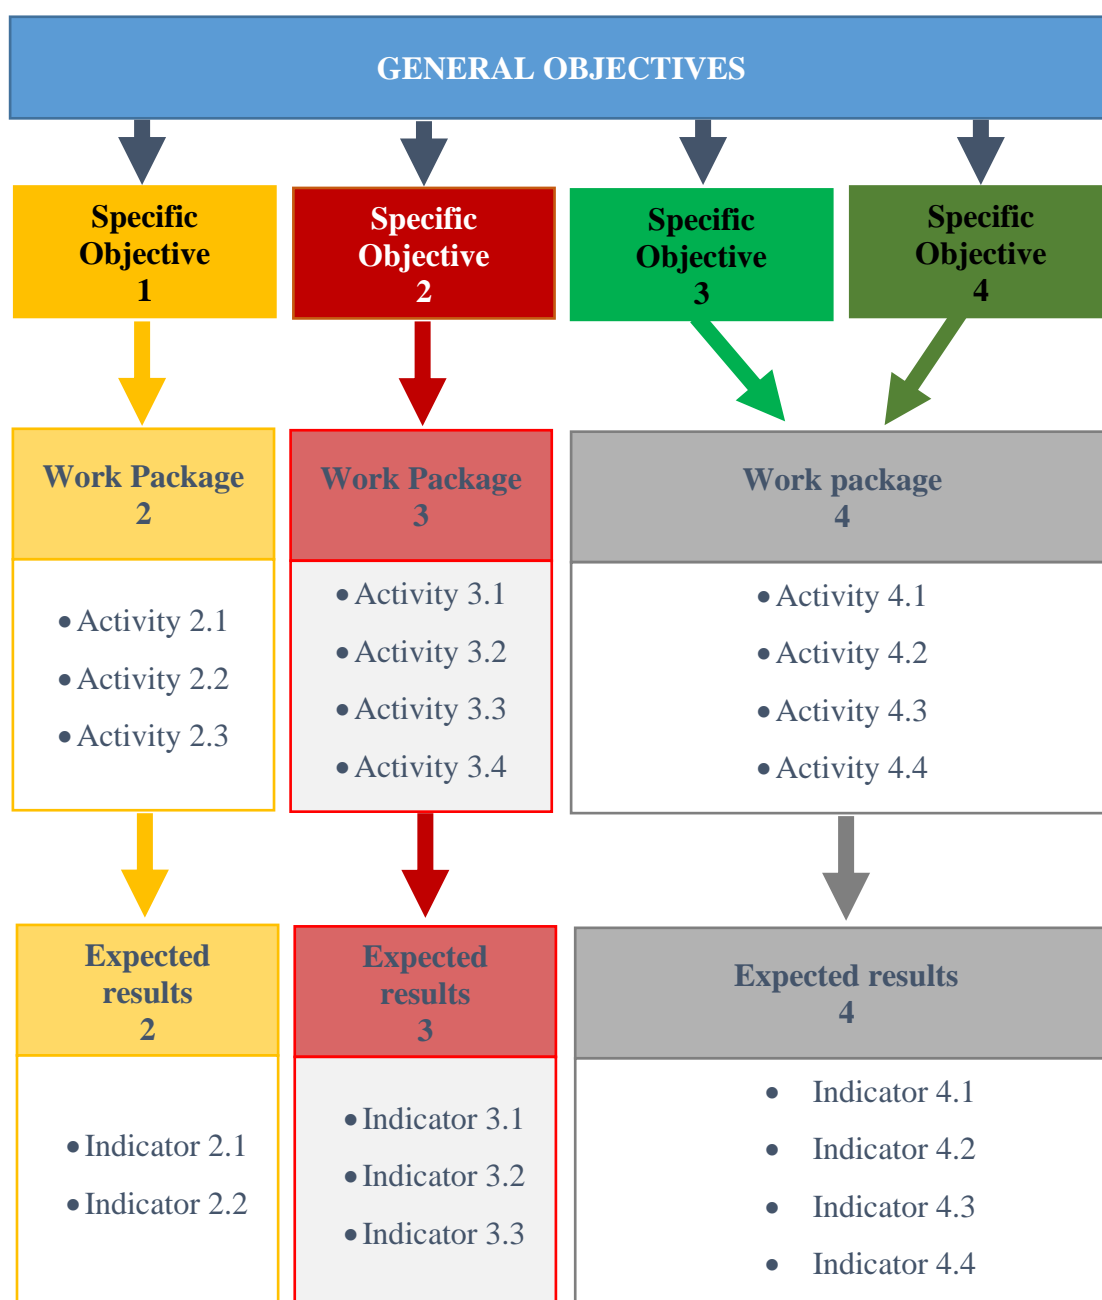 GENERAL OBJECTIVES
Specific
Objective
1
Specific
Objective
2
Specific
Objective
3
Specific
Objective
4
Work Package
2
• Activity 2.1
• Activity 2.2
• Activity 2.3
Work Package
3
• Activity 3.1
• Activity 3.2
• Activity 3.3
• Activity 3.4
Work package
4
• Activity 4.1
• Activity 4.2
• Activity 4.3
• Activity 4.4
Expected
results
2
• Indicator 2.1
• Indicator 2.2
Expected
results
3
• Indicator 3.1
• Indicator 3.2
• Indicator 3.3
Expected results
4
• Indicator 4.1
• Indicator 4.2
• Indicator 4.3
• Indicator 4.4